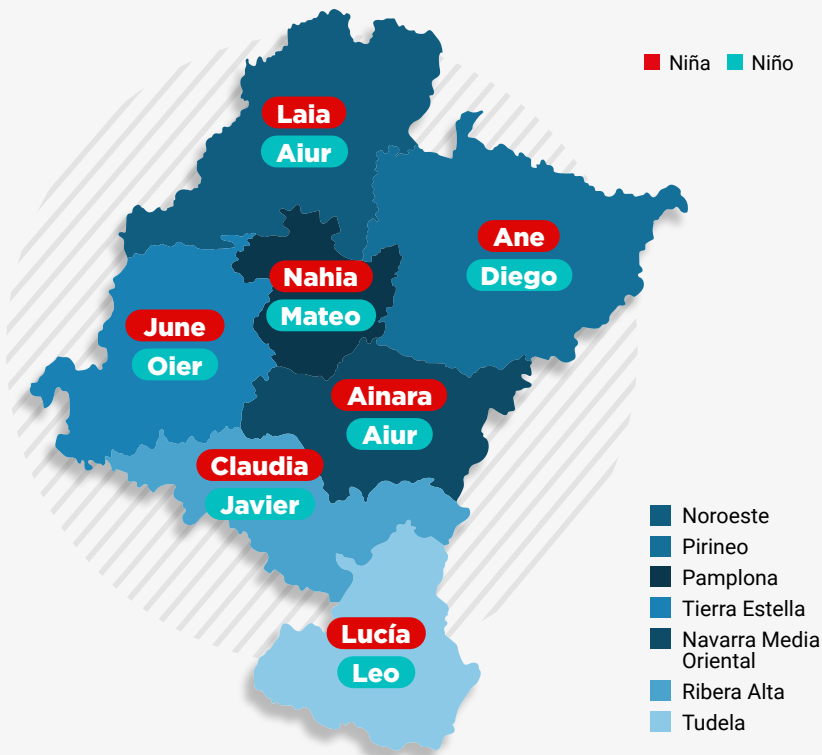 Niña
Niño
Laia
Aiur
Ane
Diego
Nahia
Mateo
June
Oier
Ainara
Aiur
Claudia
Javier
Lucía
Leo
Noroeste
Pirineo
Pamplona
Tierra Estella
Navarra Media
Oriental
Ribera Alta
Tudela